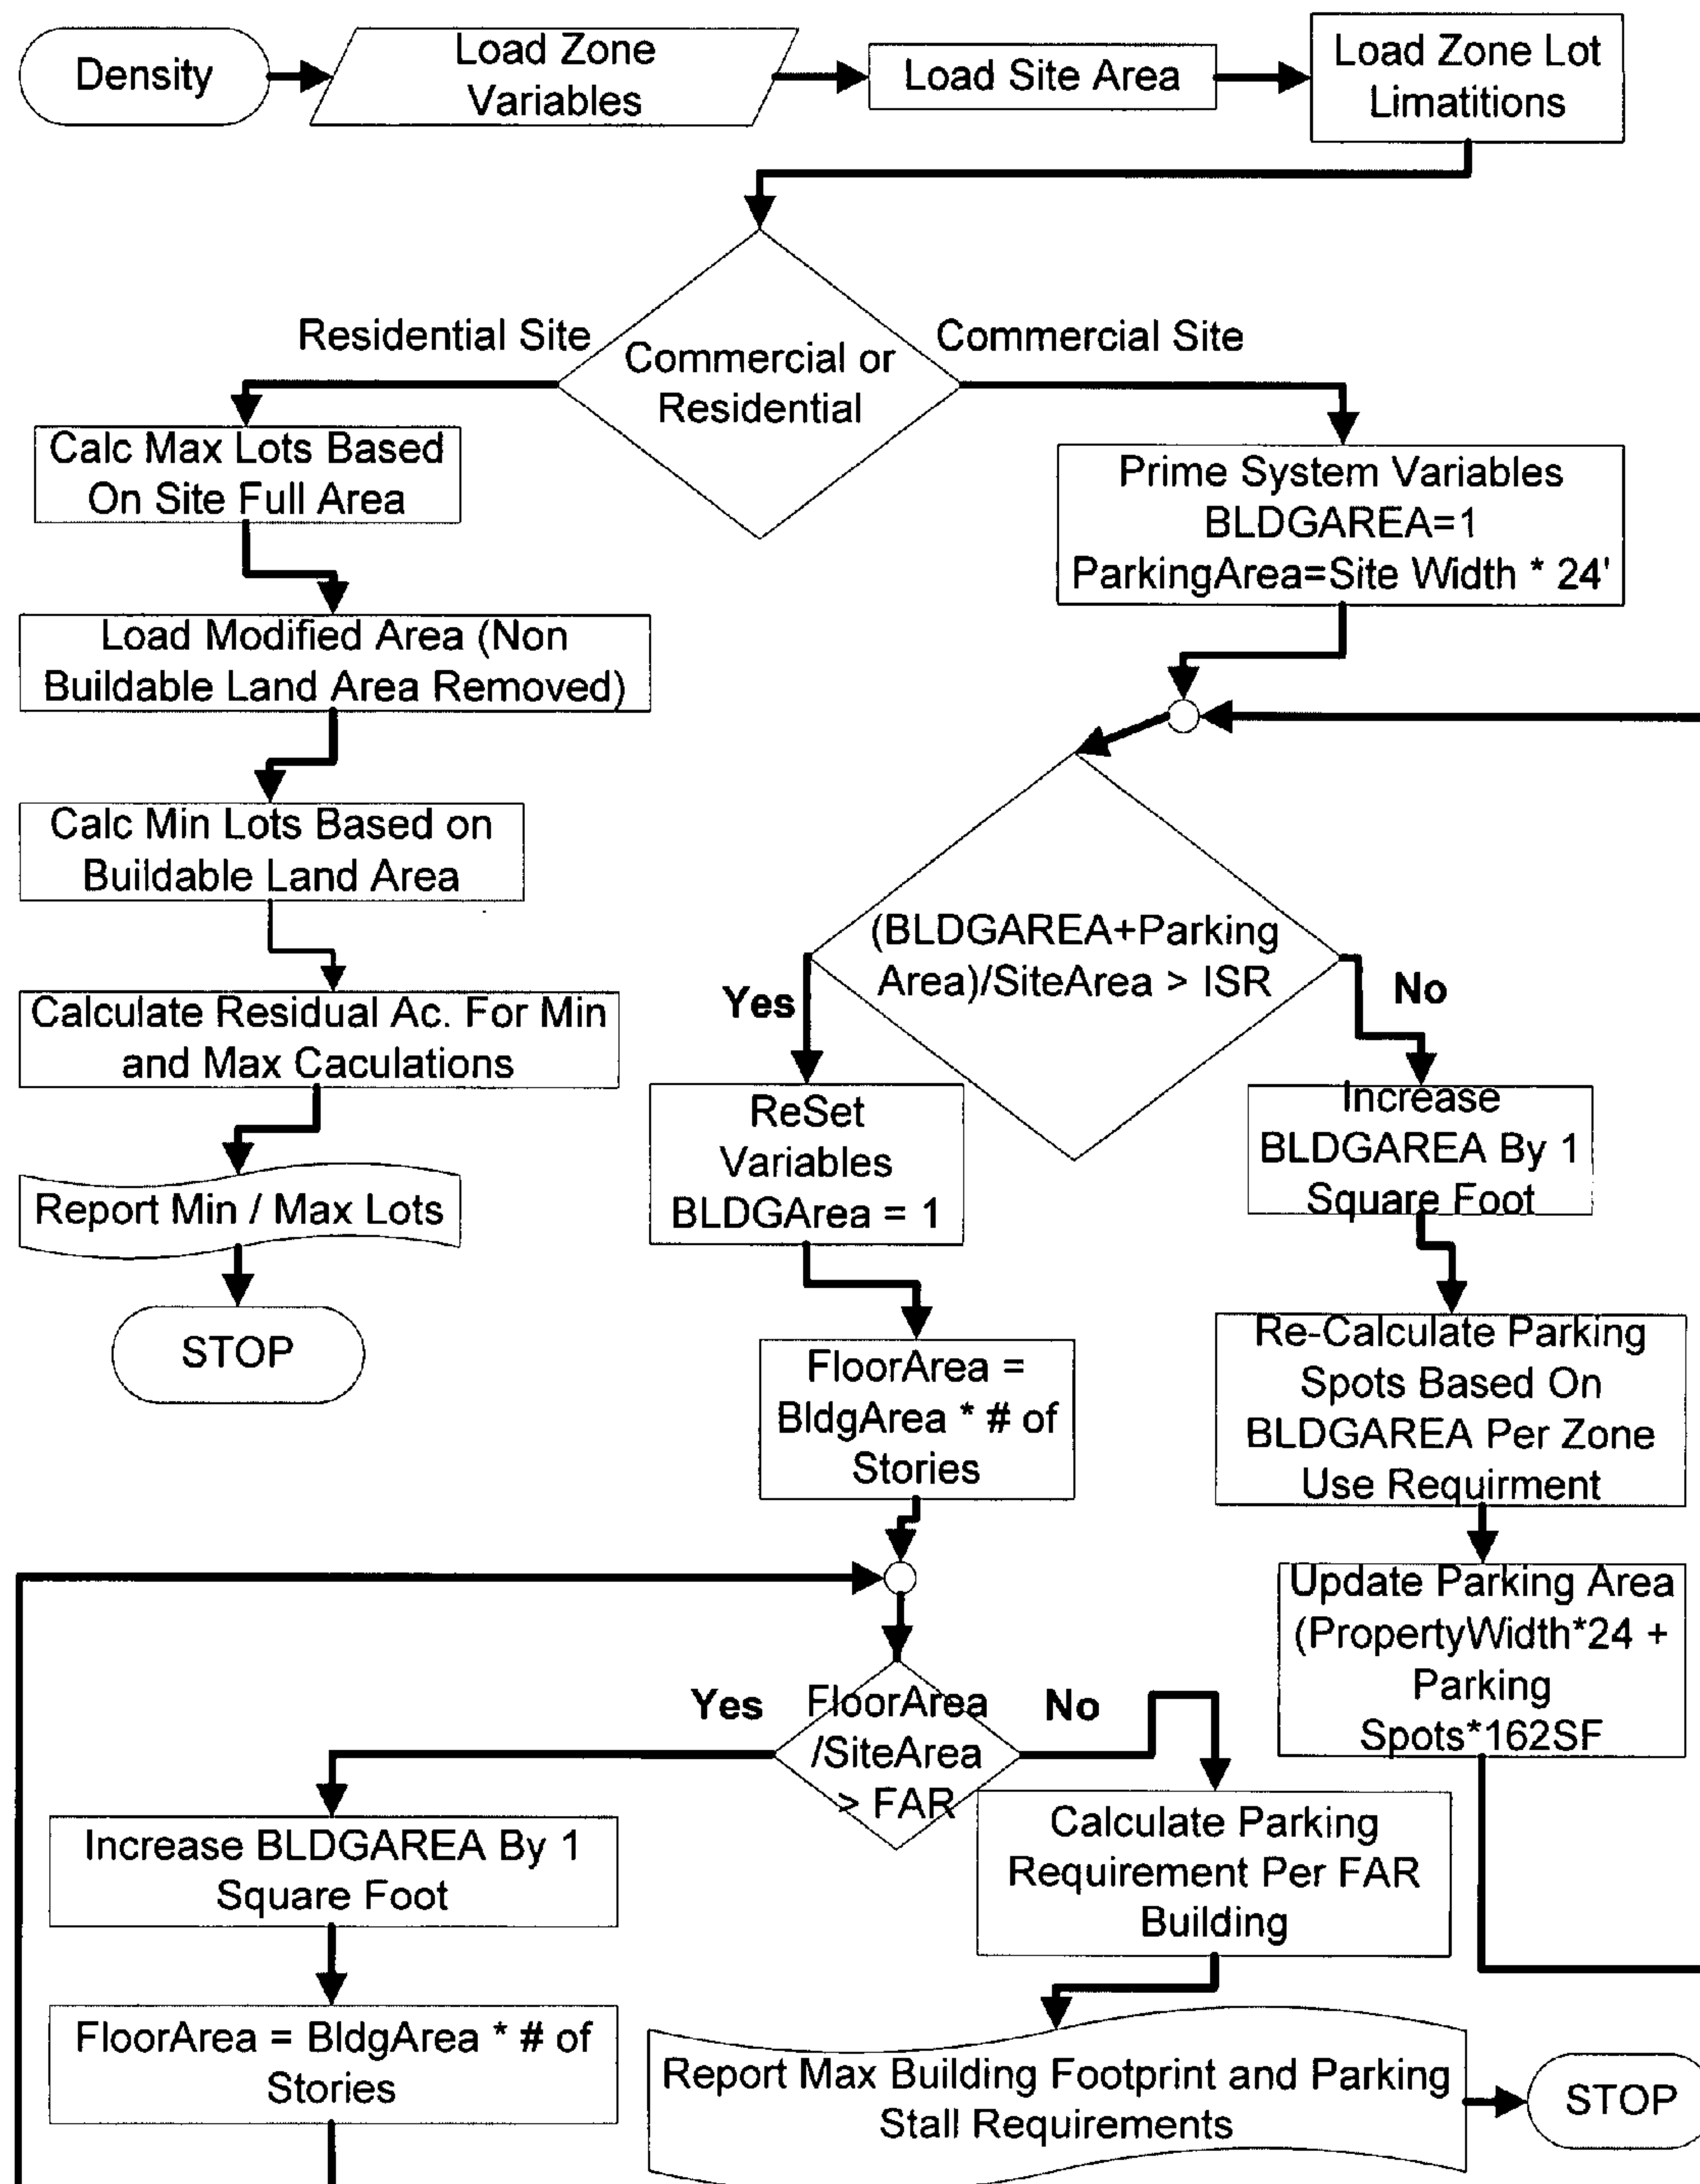 Density
Load Zone
Variables
Load Site Area
Load Zone Lot
Limatitions
Residential Site
Commercial or
Residential
Commercial Site
Calc Max Lots Based
On Site Full Area
Load Modified Area (Non
Buildable Land Area Removed)
Calc Min Lots Based on
Buildable Land Area
Calculate Residual Ac. For Min
and Max Caculations
Report Min / Max Lots
STOP
Prime System Variables
BLDGAREA=1
ParkingArea=Site Width * 24'
(BLDGAREA+Parking
Area)/SiteArea > ISR
Yes
No
ReSet
Variables
BLDGArea = 1
FloorArea =
BldgArea * # of
Stories
Increase
BLDGAREA By 1
Square Foot
Re-Calculate Parking
Spots Based On
BLDGAREA Per Zone
Use Requirment
Update Parking Area
(PropertyWidth*24 +
Parking
Spots*162SF
Yes
FloorArea
/SiteArea
> FAR
No
Increase BLDGAREA By 1
Square Foot
FloorArea = BldgArea * # of
Stories
Calculate Parking
Requirement Per FAR
Building
Report Max Building Footprint and Parking
Stall Requirements
STOP